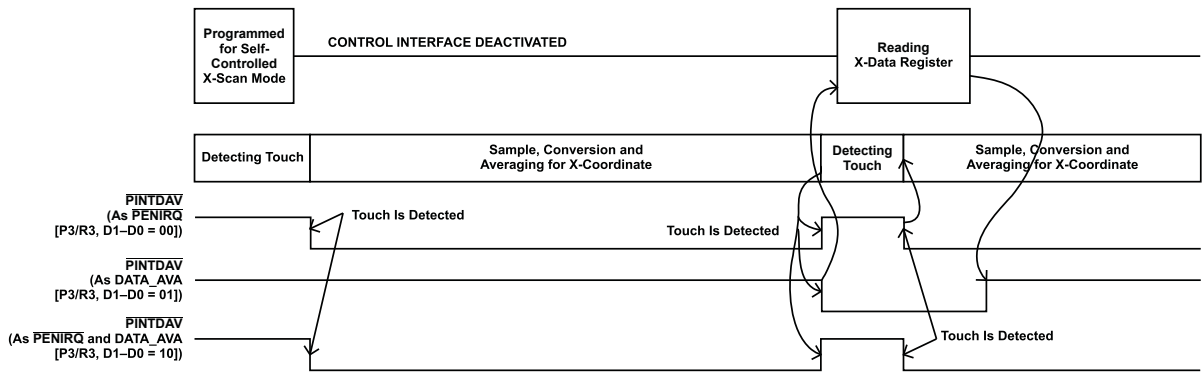 Programmed
for Self-
Controlled
X-Scan Mode
CONTROL INTERFACE DEACTIVATED
Reading
X-Data Register
Detecting Touch
Sample, Conversion and
Averaging for X-Coordinate
Detecting
Touch
Sample, Conversion and
Averaging for X-Coordinate
PINTDAV
(As PENIRQ
[P3/R3, D1–D0 = 00])
Touch Is Detected
Touch Is Detected
PINTDAV
(As DATA_AVA
[P3/R3, D1–D0 = 01])
PINTDAV
(As PENIRQ and DATA_AVA
[P3/R3, D1–D0 = 10])
Touch Is Detected